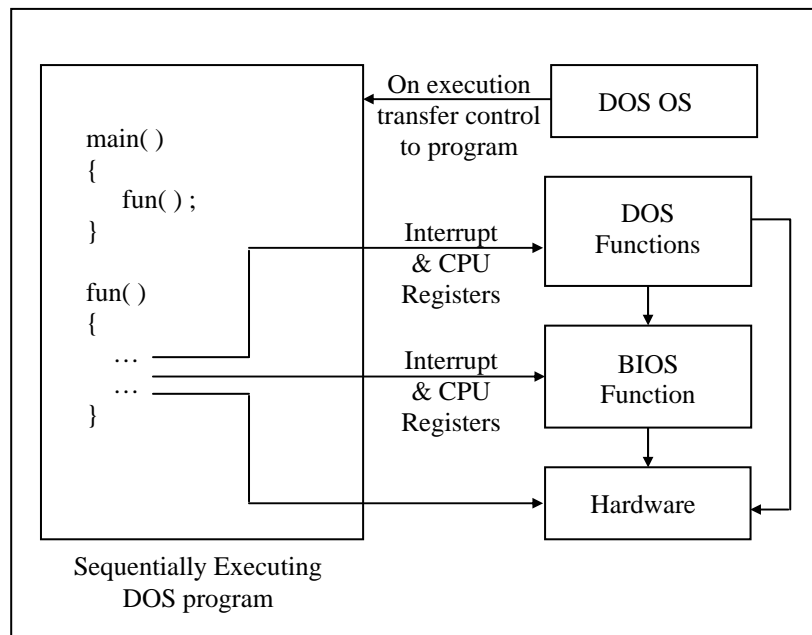 On execution
transfer control
to program
DOS OS
main( )
{
fun( ) ;
}
DOS
Functions
Interrupt
& CPU
Registers
fun( )
{
…
…
}
Interrupt
& CPU
Registers
BIOS
Function
Hardware
Sequentially Executing
DOS program